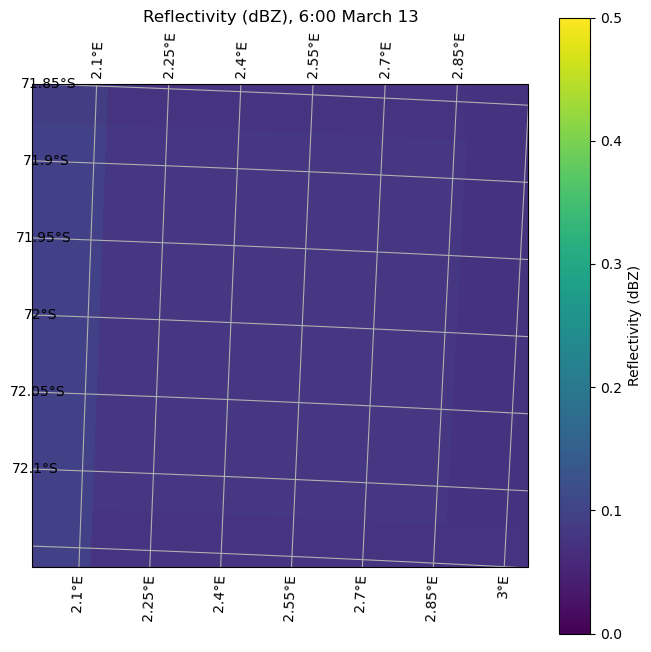 Reflectivity (dBZ), 6:00 March 13
2.1°E 2.25°E 2.4°E 2.55°E 2.7°E 2.85°E
71.85°S
71.9°S
71.95°S
72°S
72.05°S
72.1°S
2.1°E 2.25°E 2.4°E 2.55°E 2.7°E 2.85°E 3°E
0.5
0.4
0.3
0.2
0.1
0.0
Reflectivity (dBZ)